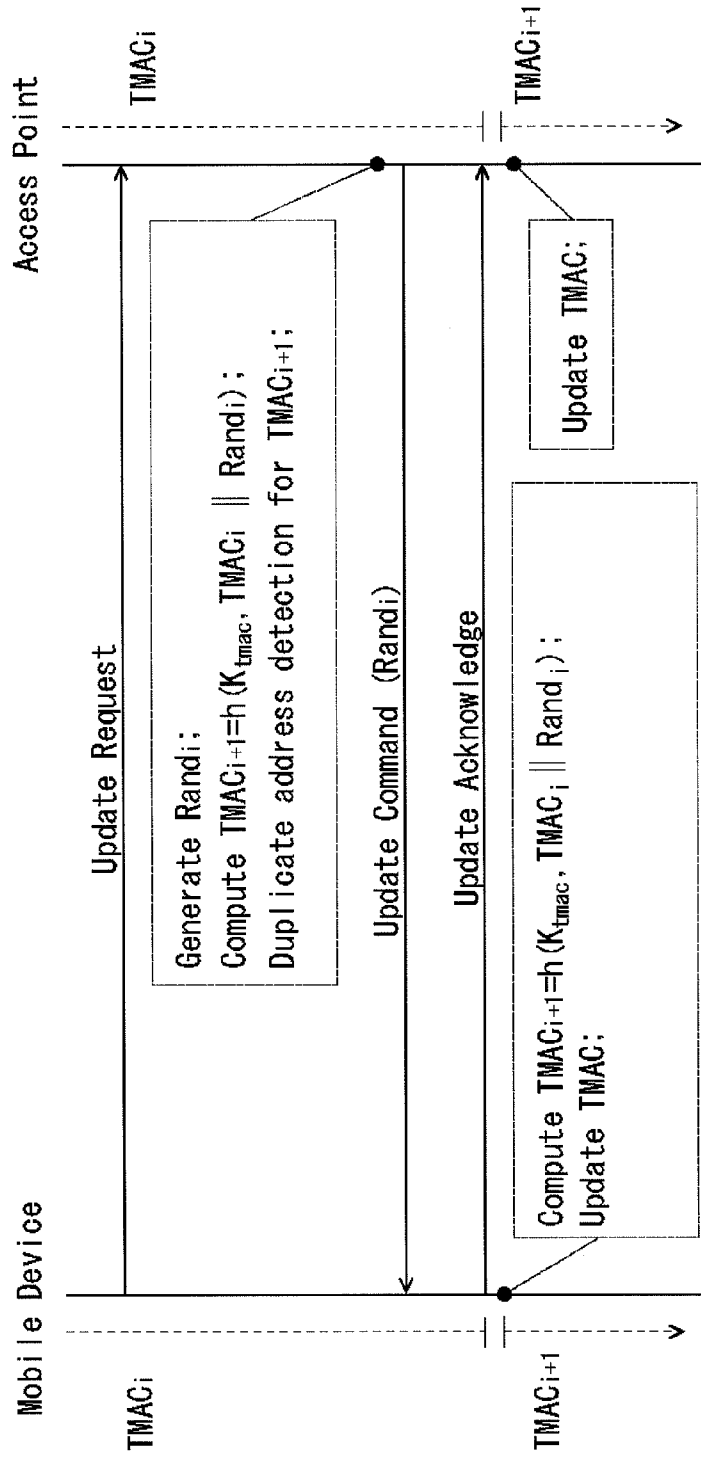 Mobile Device
Access Point
TMACi
TMACi
Update Request
Generate Randi;
Compute TMACi+1=h(Ktmac, TMACi || Randi);
Duplicate address detection for TMACi+1;
Update Command (Randi)
Update Acknowledge
TMACi+1
TMACi+1
Compute TMACi+1=h(Ktmac, TMACi || Randi);
Update TMAC;
Update TMAC;